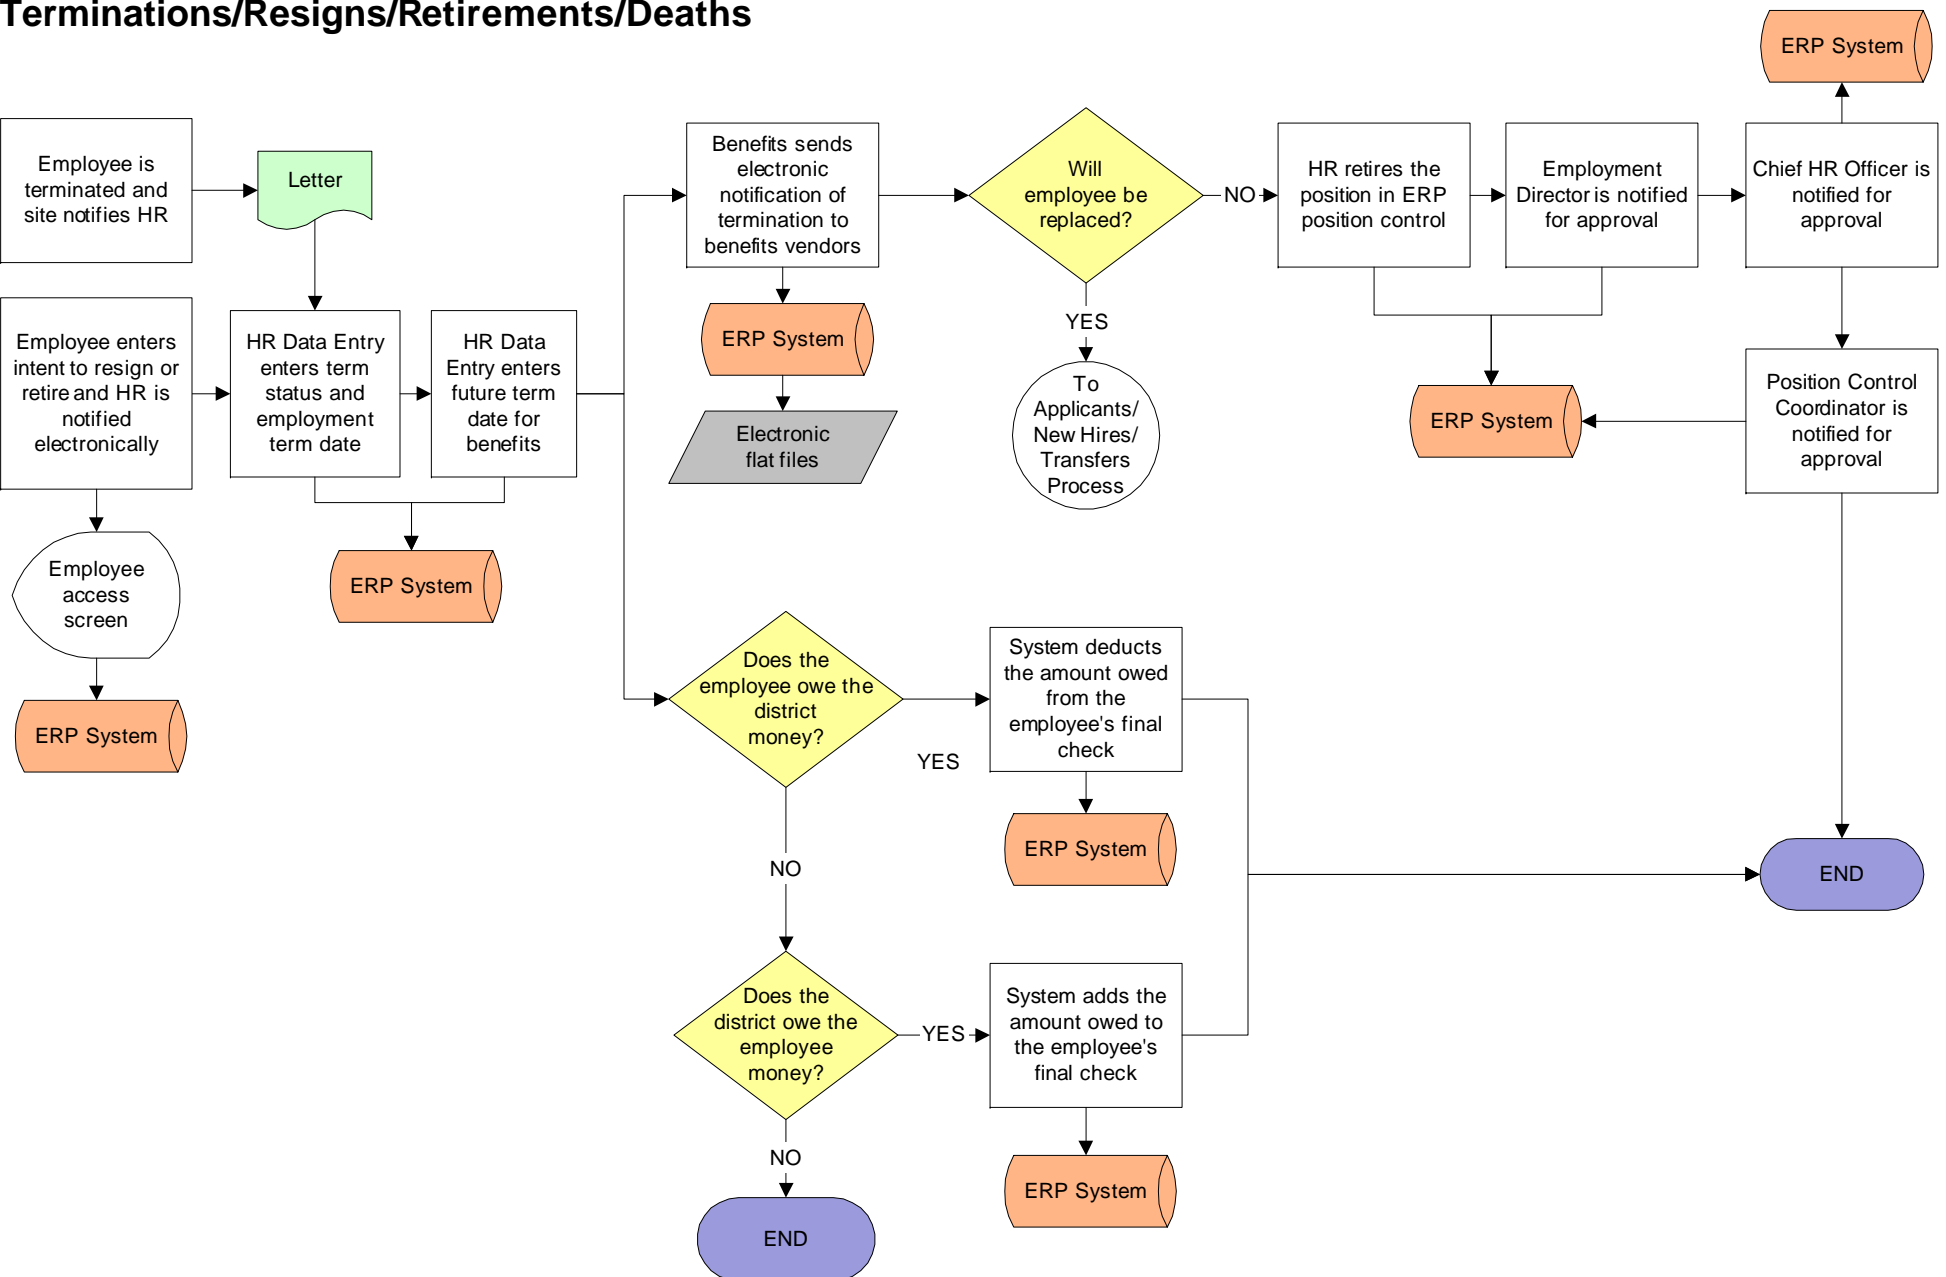 Terminations/Resigns/Retirements/Deaths
ERP System
Employee is
terminated and
site notifies HR
Letter
Benefits sends
electronic
notification of
termination to
benefits vendors
Will
employee be
replaced?
NO
HR retires the
position in ERP
position control
Employment
Director is notified
for approval
Chief HR Officer is
notified for
approval
Employee enters
intent to resign or
retire and HR is
notified
electronically
HR Data Entry
enters term
status and
employment
term date
HR Data
Entry enters
future term
date for
benefits
ERP System
YES
To
Applicants/
New Hires/
Transfers
Process
ERP System
Position Control
Coordinator is
notified for
approval
Electronic
flat files
Employee
access
screen
ERP System
ERP System
Does the
employee owe the
district
money?
YES
System deducts
the amount owed
from the
employee's final
check
ERP System
NO
END
Does the
district owe the
employee
money?
YES
System adds the
amount owed to
the employee's
final check
NO
ERP System
END